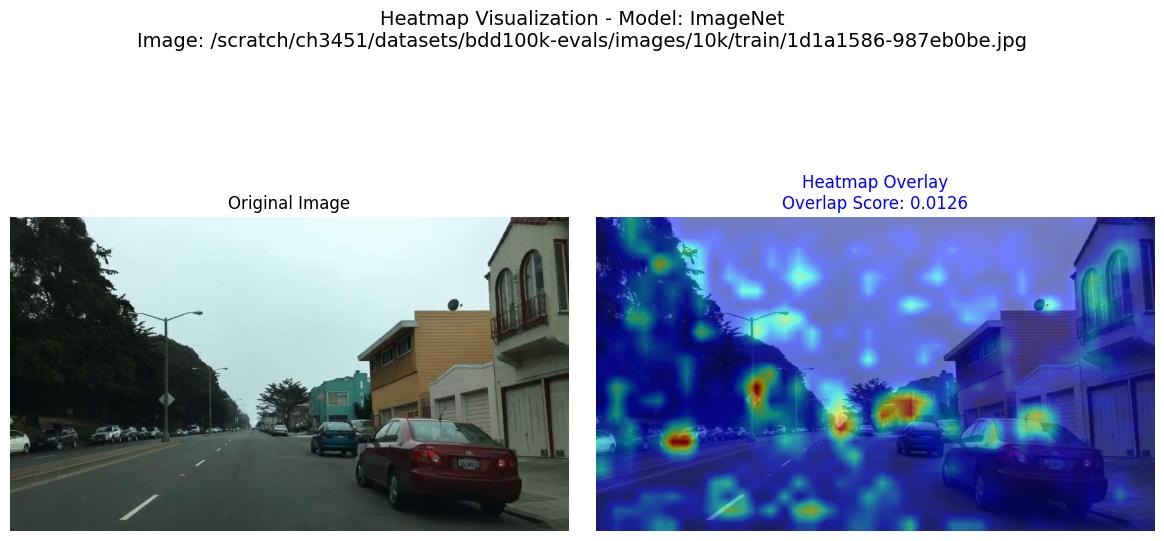 Heatmap Visualization - Model: ImageNet
Image: /scratch/ch3451/datasets/bdd100k-evals/images/10k/train/1d1a1586-987eb0be.jpg
Original Image
Heatmap Overlay
Overlap Score: 0.0126